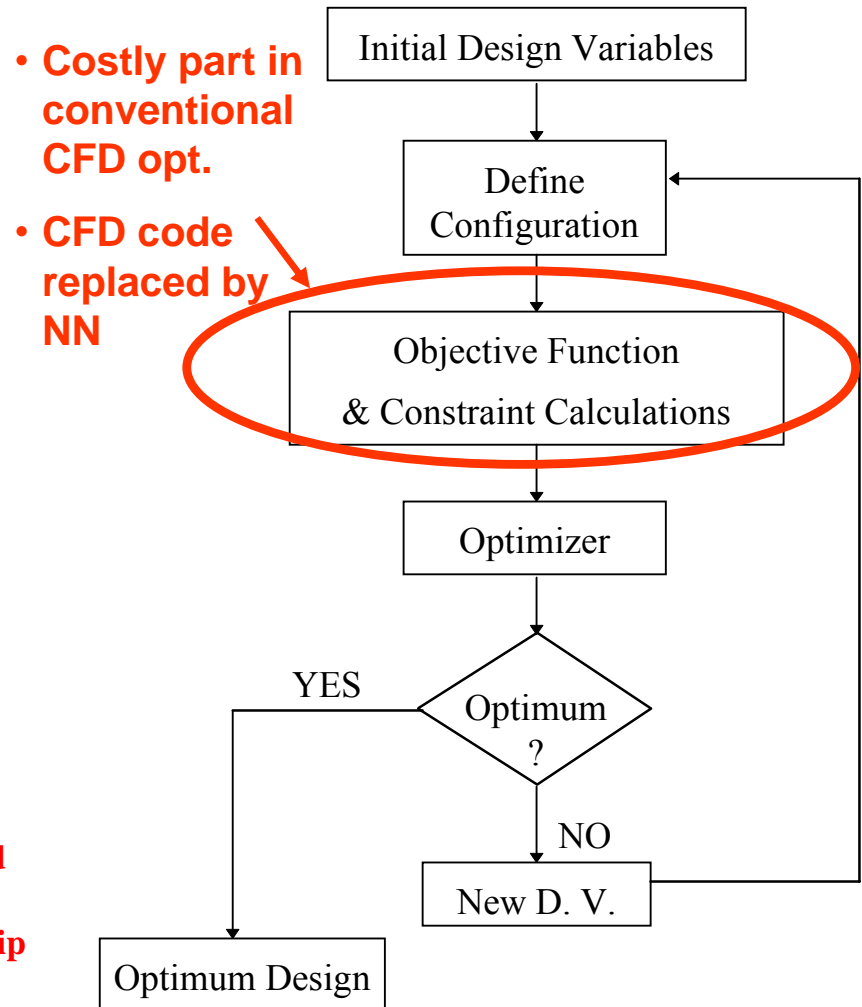 Initial Design Variables
• Costly part in
conventional
CFD opt.
• CFD code
replaced by
NN
Define
Configuration
Objective Function
& Constraint Calculations
Optimizer
Optimum
?
YES
NO
New D. V.
Optimum Design